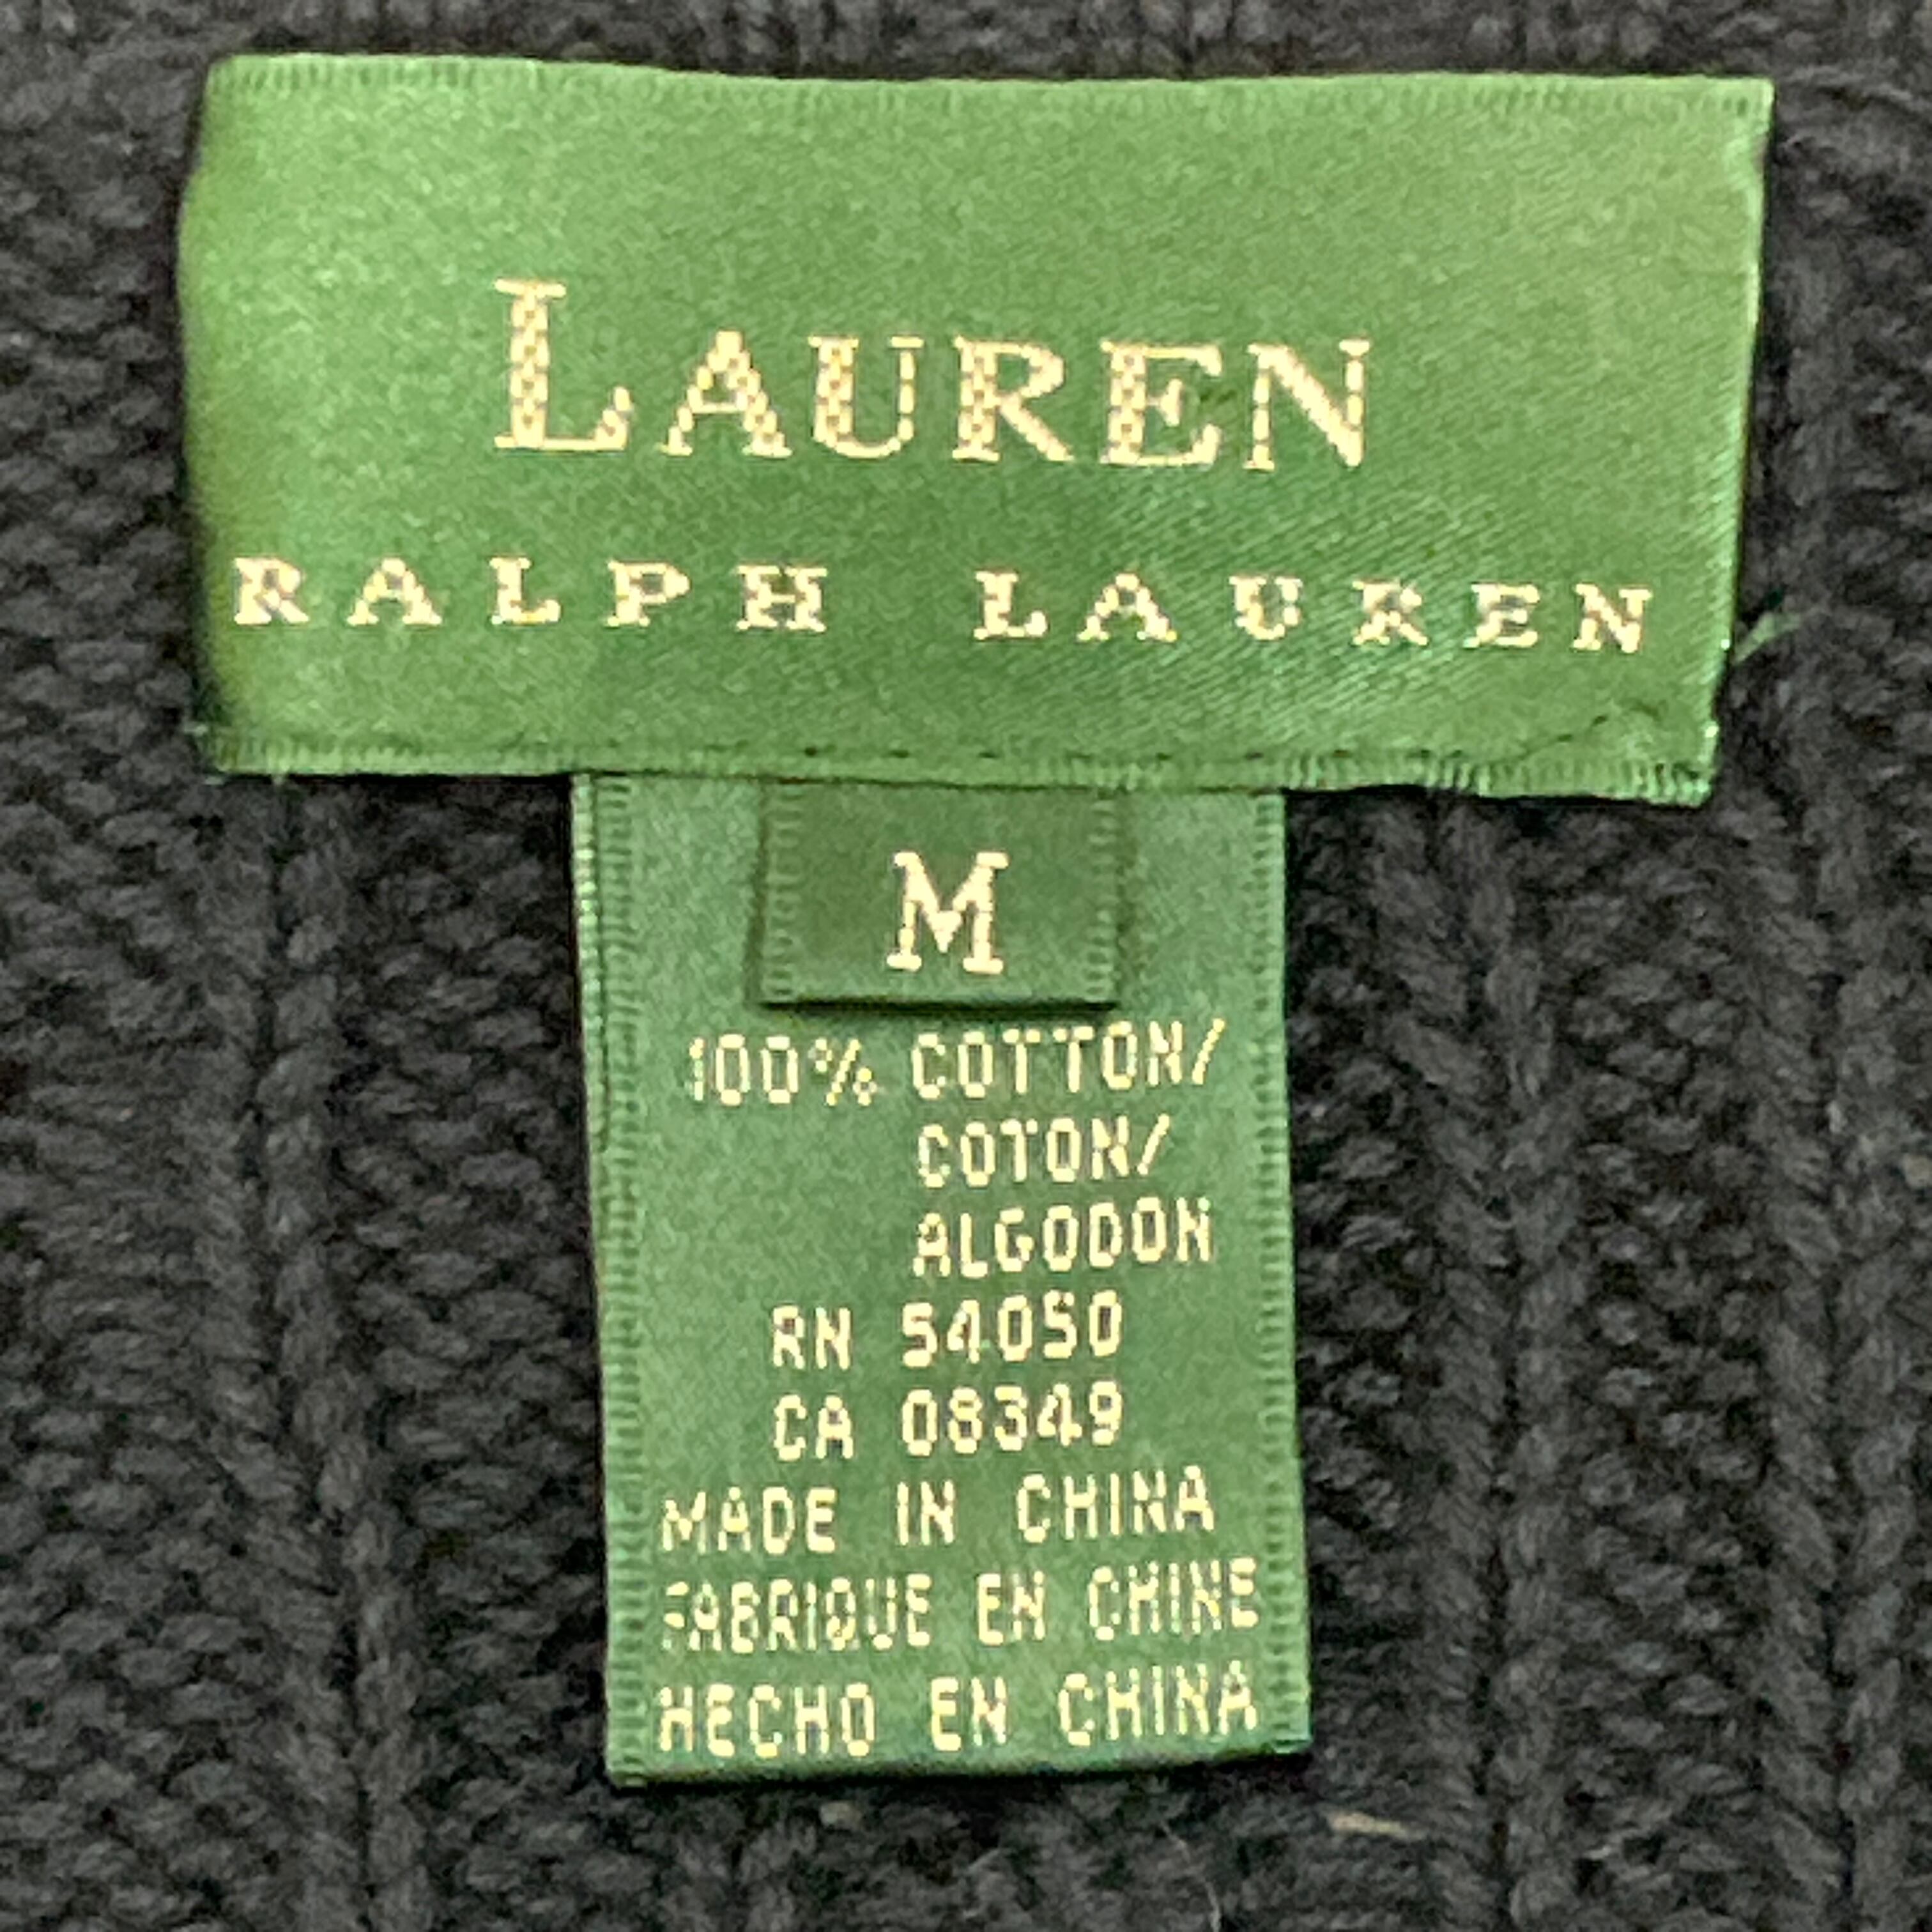 LAUREN
RALPH LAUREN
M
100% COTTON/
COTON/
ALGODON
RN 54050
CA 08349
MADE IN CHINA
FABRIQUE EN CHINE
HECHO EN CHINA